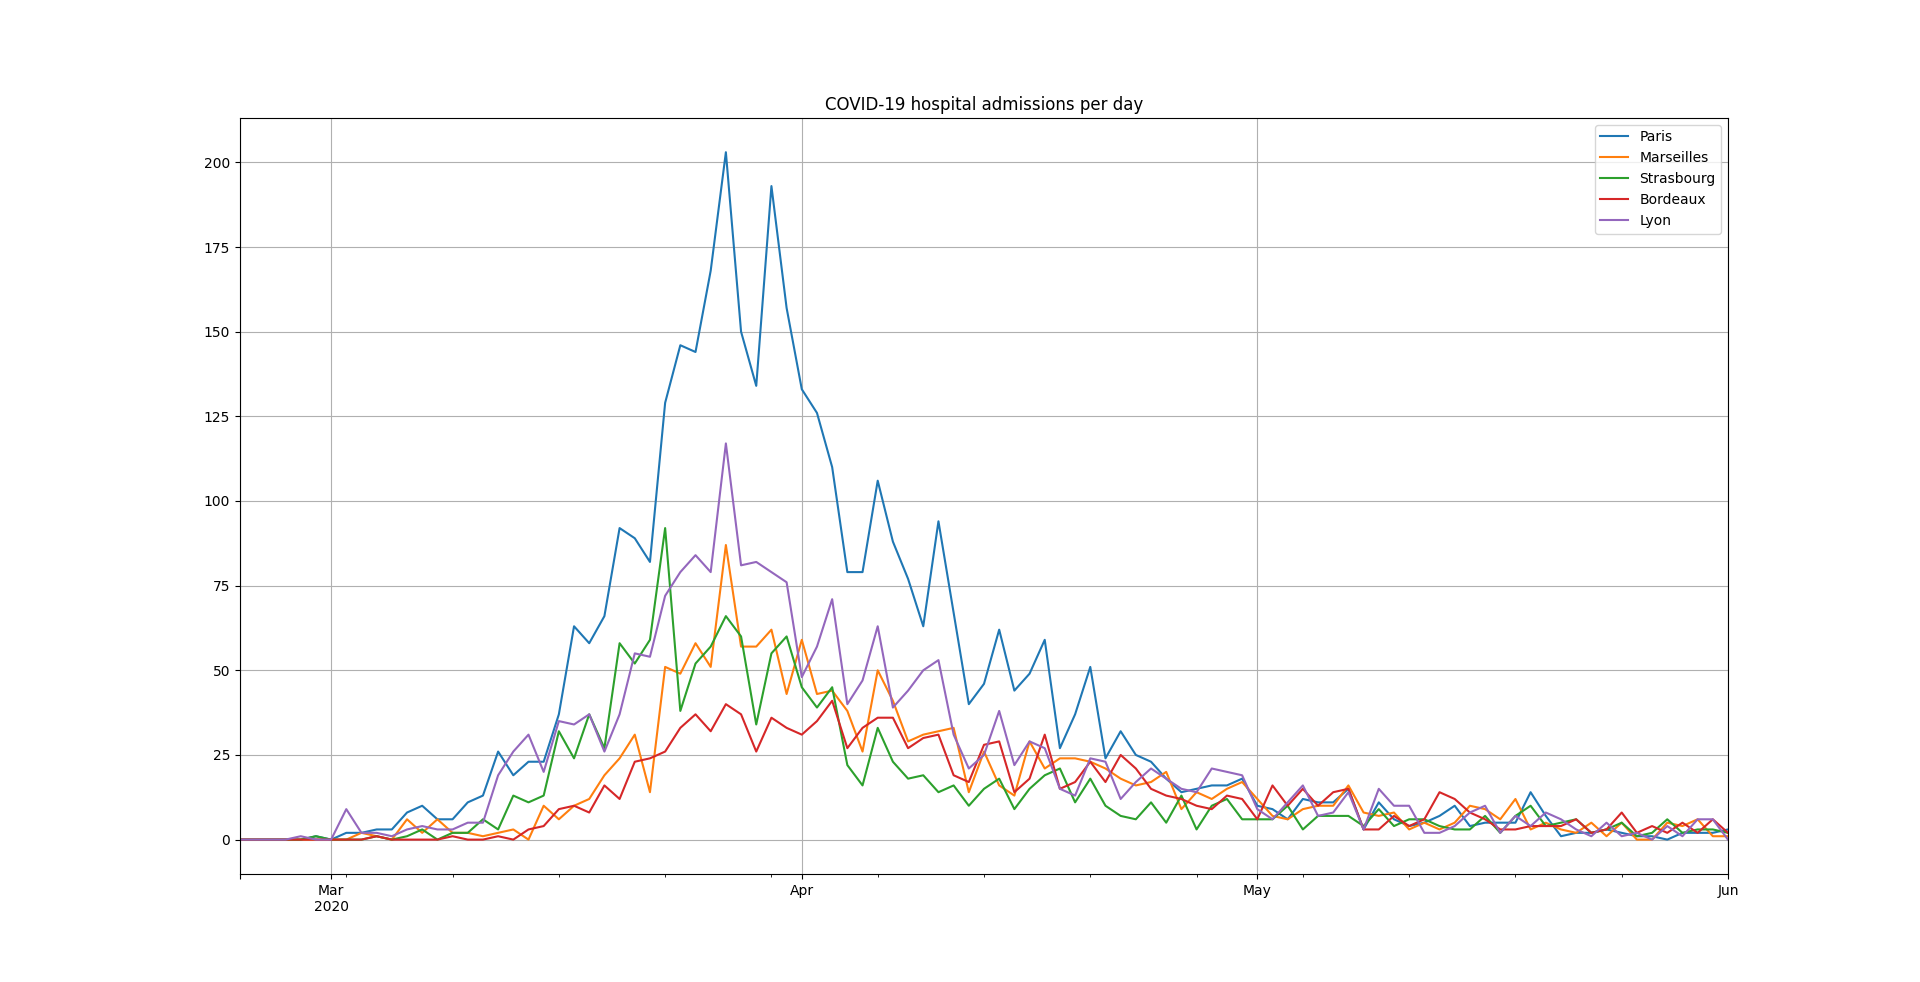 COVID-19 hospital admissions per day
Paris
Marseilles
Strasbourg
Bordeaux
Lyon
200
175
150
125
100
75
50
25
0
Mar
2020
Apr
May
Jun